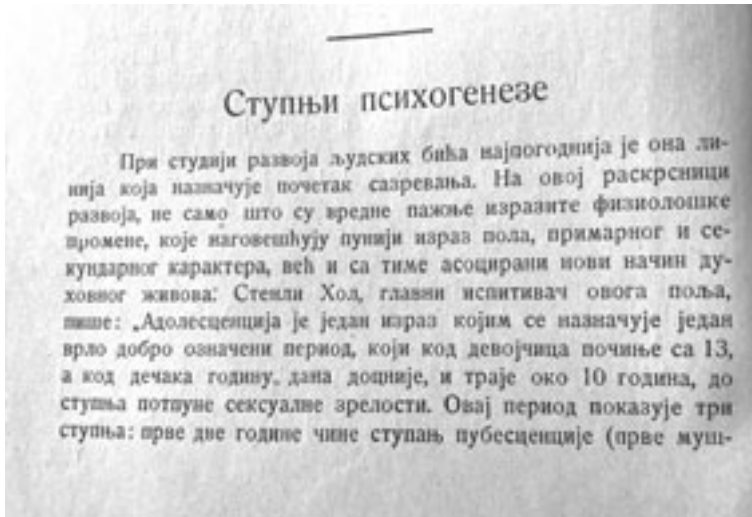 Ступњи психогенезе
При студији развоја људских бића најпогоднија је она ли-
нија која назначује почетак сазревања. На овој раскрсници
развоја, не само што су вредне пажње изразите физиолошке
промене, које наговешћују пунији израз пола, примарног и се-
кундарног карактера, већ и са тиме асоцирани нови начин ду-
ховног живова: Стенли Хол, главни испитивач овога поља,
пише: „Адолесценција је један израз којим се назначује један
врло добро означени период, који код девојчица почиње са 13,
а код дечака годину дана доцније, и траје око 10 година, до
ступња потпуне сексуалне зрелости. Овај период показује три
ступња: прве две године чине ступањ пубесценције (прве муш-